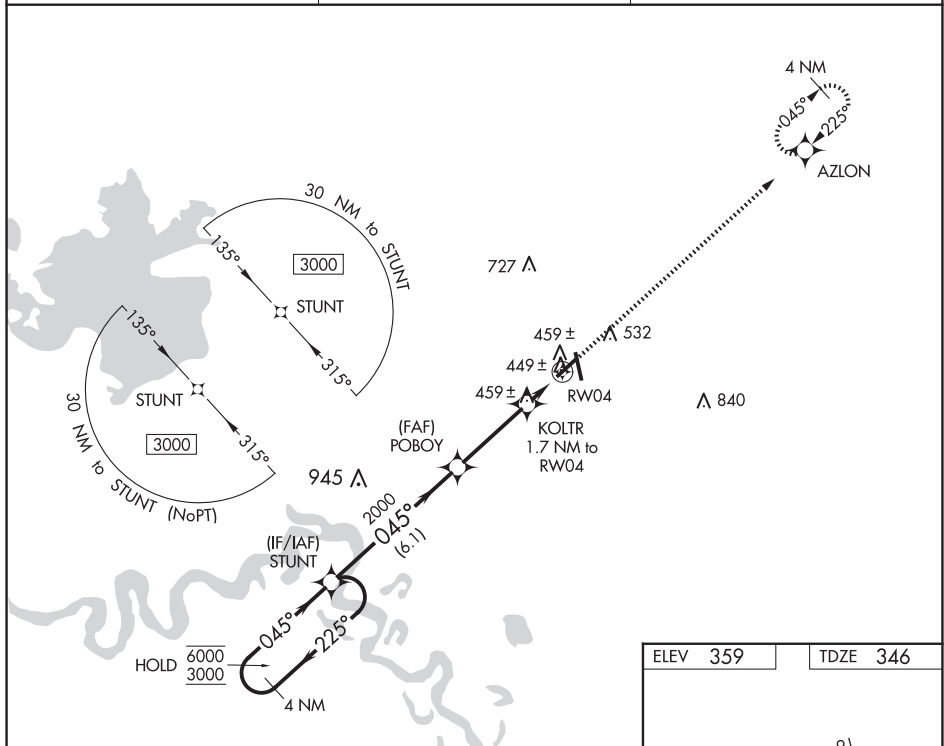 4 NM
045°
225°
AZLON
30 NM to STUNT
135°
3000
STUNT
315°
727
459 ±
532
449 ±
RW04
459 ±
KOLTR
1.7 NM to
RW04
840
135°
STUNT
3000
315°
30 NM to STUNT (NoPT)
(FAF)
POBOY
945
2000
045°
(6.1)
(IF/IAF)
STUNT
045°
225°
HOLD
6000
3000
4 NM
ELEV 359
TDZE 346